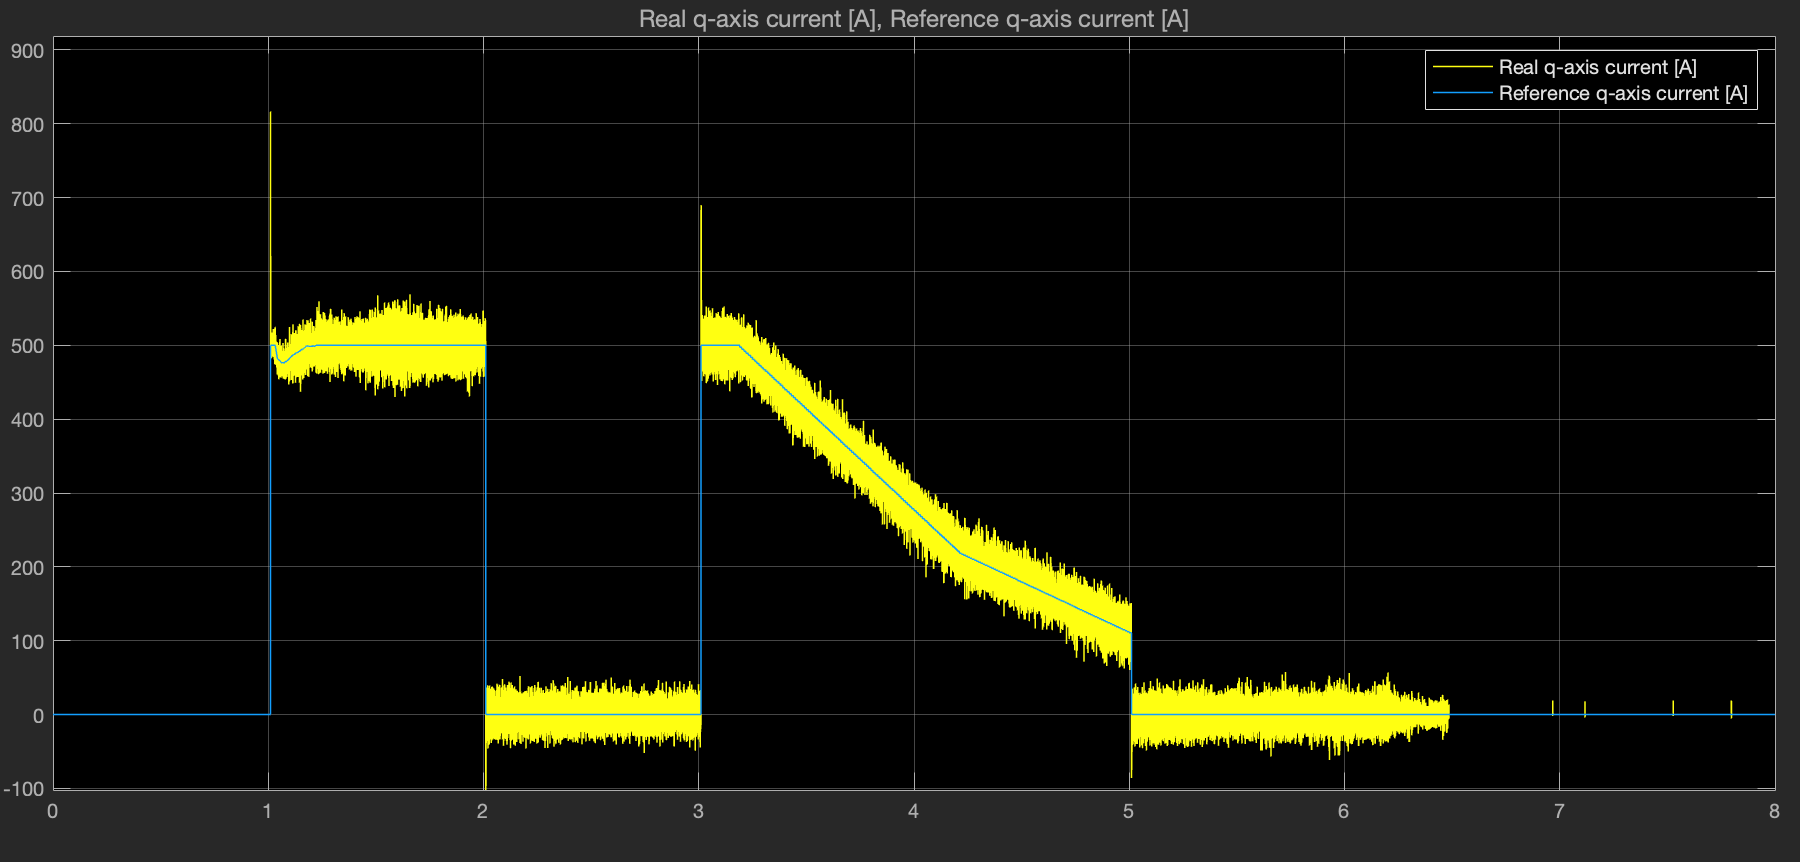 Real q-axis current [A], Reference q-axis current [A]
900
800
700
600
500
400
300
200
100
0
-100
0 1 2 3 4 5 6 7 8
Real q-axis current [A]
Reference q-axis current [A]